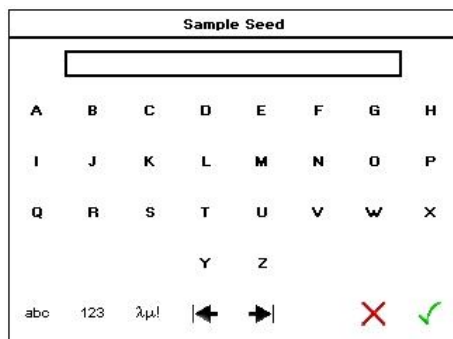 Sample Seed
A B C D E F G H
I J K L M N O P
Q R S T U V W X
Y Z
abc 123 λμ!